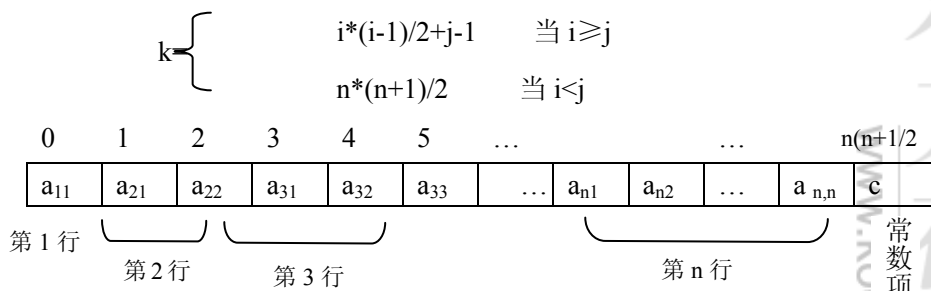 i*(i-1)/2+j-1 当 i≥j
k=
n*(n+1)/2 当 i<j
0 1 2 3 4 5 … … n(n+1/2
a11 a21 a22 a31 a32 a33 … an1 an2 … a n,n c
第 1 行 第 2 行 第 3 行 第 n 行 常数项